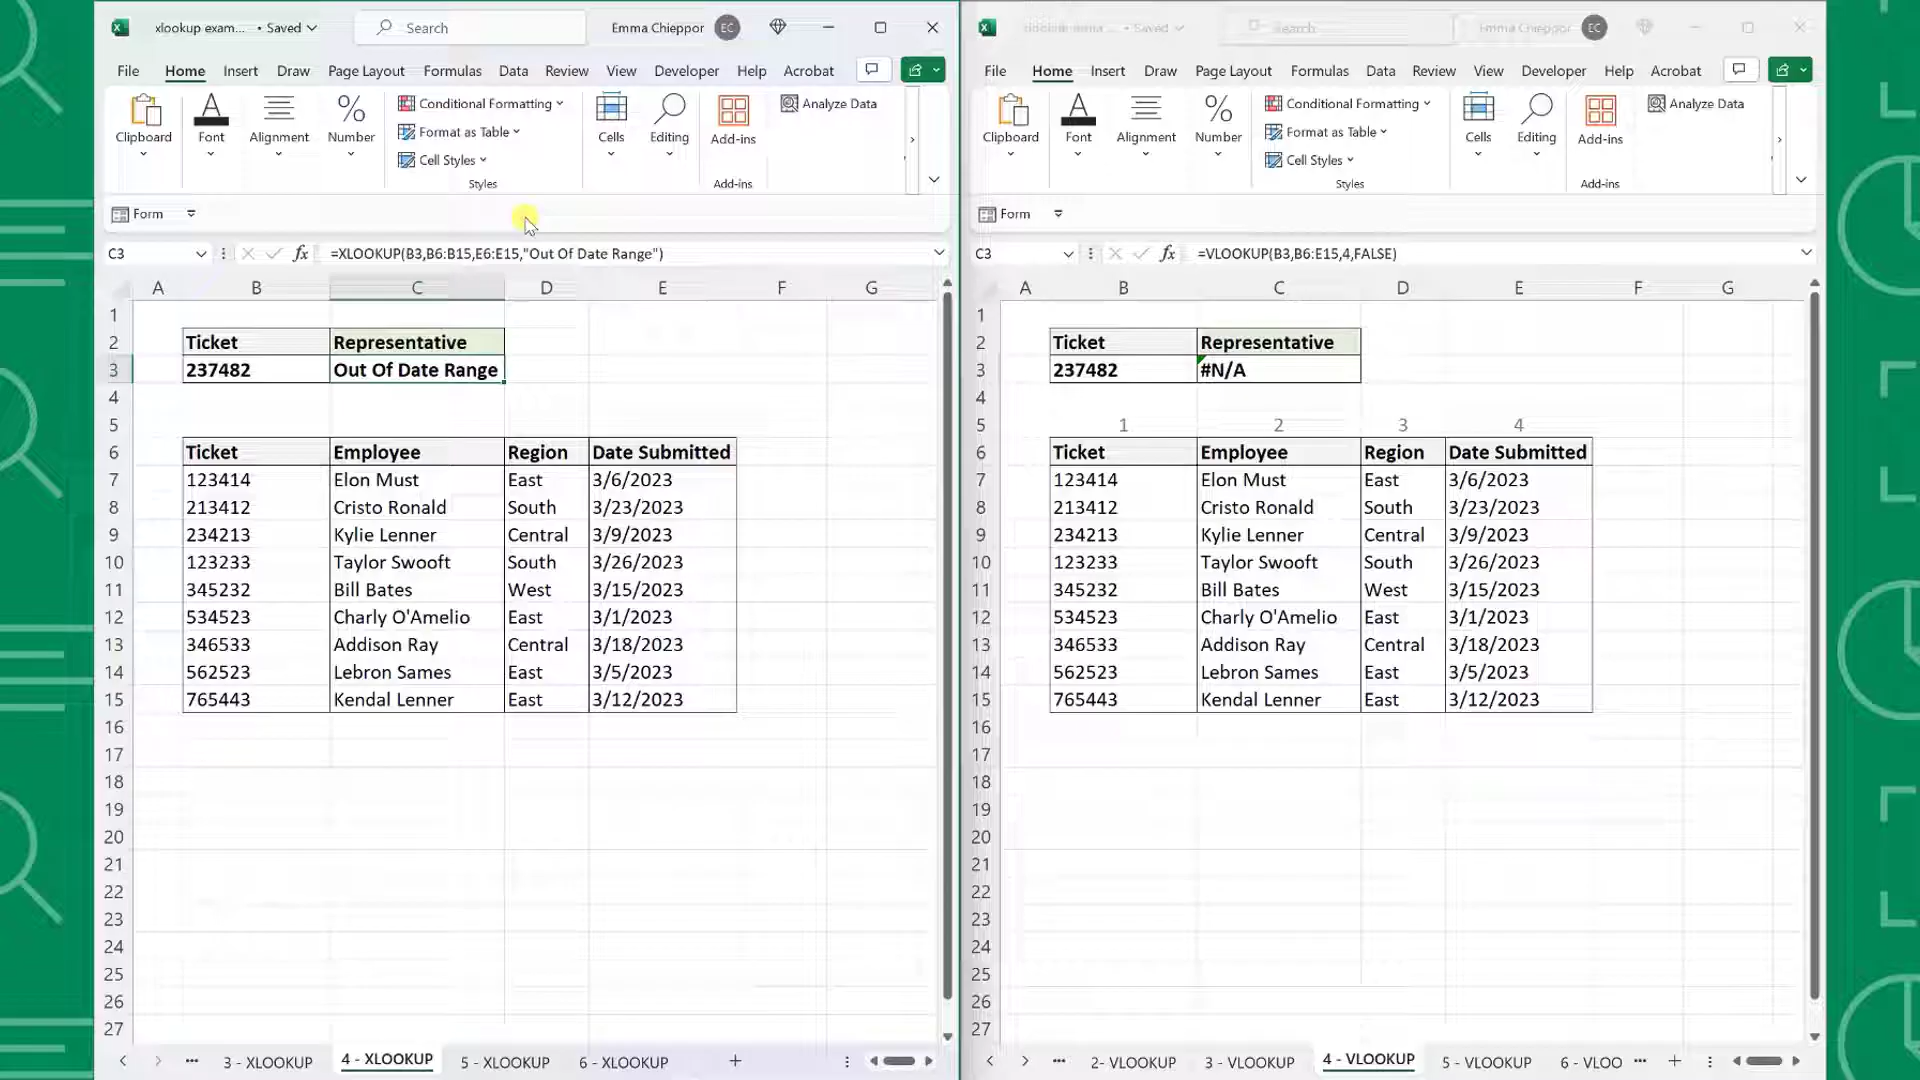 xlookup exam... • Saved
Search
Emma Chieppor
EC
File Home Insert Draw Page Layout Formulas Data Review View Developer Help Acrobat
Clipboard
Font
Alignment
%
Number
Conditional Formatting
Format as Table
Cell Styles
Styles
Cells
Editing
Add-ins
Add-ins
Analyze Data
Form
C3
fx
=XLOOKUP(B3,B6:B15,E6:E15,"Out Of Date Range")
A B C D E F G
1
2 Ticket Representative
3 237482 Out Of Date Range
4
5
6 Ticket Employee Region Date Submitted
7 123414 Elon Must East 3/6/2023
8 213412 Cristo Ronald South 3/23/2023
9 234213 Kylie Lenner Central 3/9/2023
10 123233 Taylor Swooft South 3/26/2023
11 345232 Bill Bates West 3/15/2023
12 534523 Charly O'Amelio East 3/1/2023
13 346533 Addison Ray Central 3/18/2023
14 562523 Lebron Sames East 3/5/2023
15 765443 Kendal Lenner East 3/12/2023
16
17
18
19
20
21
22
23
24
25
26
27
... 3 - XLOOKUP 4 - XLOOKUP 5 - XLOOKUP 6 - XLOOKUP +
• Saved
Search
Emma Chieppor
EC
File Home Insert Draw Page Layout Formulas Data Review View Developer Help Acrobat
Clipboard
Font
Alignment
%
Number
Conditional Formatting
Format as Table
Cell Styles
Styles
Cells
Editing
Add-ins
Add-ins
Analyze Data
Form
C3
fx
=VLOOKUP(B3,B6:E15,4,FALSE)
A B C D E F G
1
2 Ticket Representative
3 237482 #N/A
4
5 1 2 3 4
6 Ticket Employee Region Date Submitted
7 123414 Elon Must East 3/6/2023
8 213412 Cristo Ronald South 3/23/2023
9 234213 Kylie Lenner Central 3/9/2023
10 123233 Taylor Swooft South 3/26/2023
11 345232 Bill Bates West 3/15/2023
12 534523 Charly O'Amelio East 3/1/2023
13 346533 Addison Ray Central 3/18/2023
14 562523 Lebron Sames East 3/5/2023
15 765443 Kendal Lenner East 3/12/2023
16
17
18
19
20
21
22
23
24
25
26
27
... 2- VLOOKUP 3 - VLOOKUP 4 - VLOOKUP 5 - VLOOKUP 6 - VLOO ... +